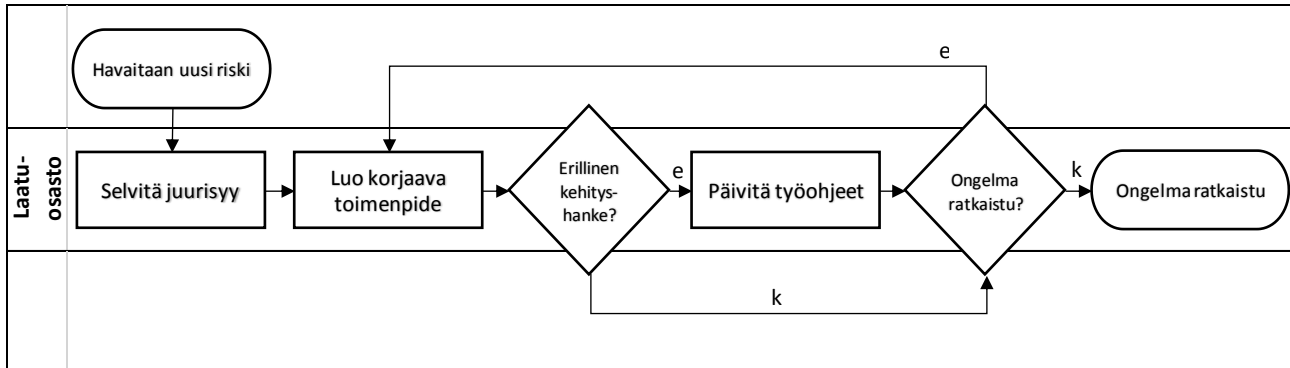 e
Havaitaan uusi riski
Laatu-
osasto
Selvitä juurisyy
Luo korjaava
toimenpide
Erillinen
kehitys-
hanke?
e
Päivitä työohjeet
Ongelma
ratkaistu?
k
Ongelma ratkaistu
k